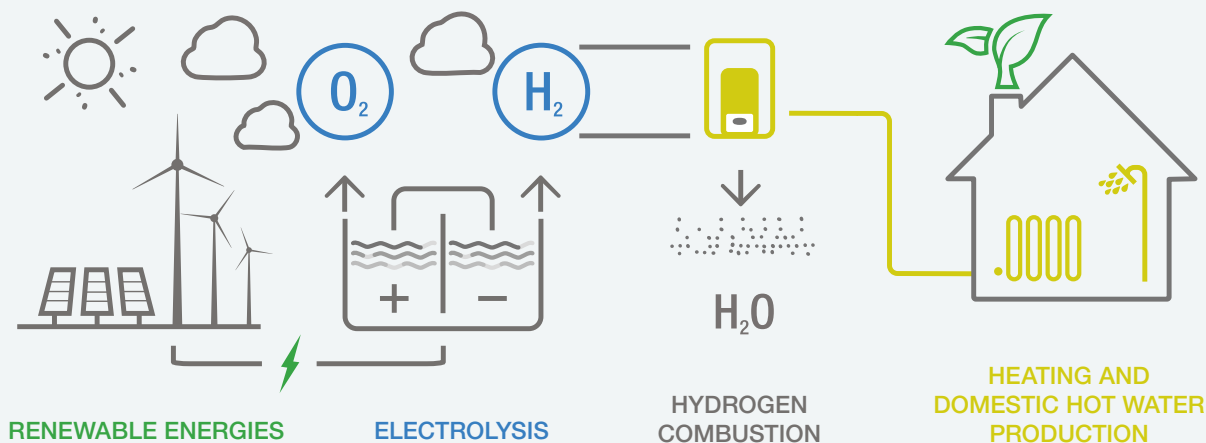 O₂
H₂
+
−
H₂O
RENEWABLE ENERGIES
ELECTROLYSIS
HYDROGEN
COMBUSTION
HEATING AND
DOMESTIC HOT WATER
PRODUCTION